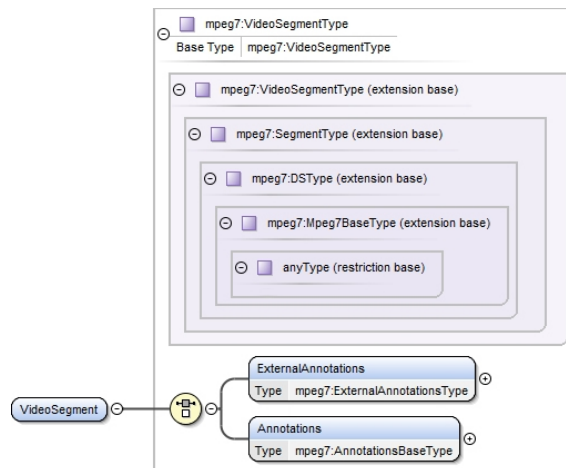 mpeg7:VideoSegmentType
Base Type mpeg7:VideoSegmentType
mpeg7:VideoSegmentType (extension base)
mpeg7:SegmentType (extension base)
mpeg7:DSType (extension base)
mpeg7:Mpeg7BaseType (extension base)
anyType (restriction base)
ExternalAnnotations
Type mpeg7:ExternalAnnotationsType
VideoSegment
Annotations
Type mpeg7:AnnotationsBaseType